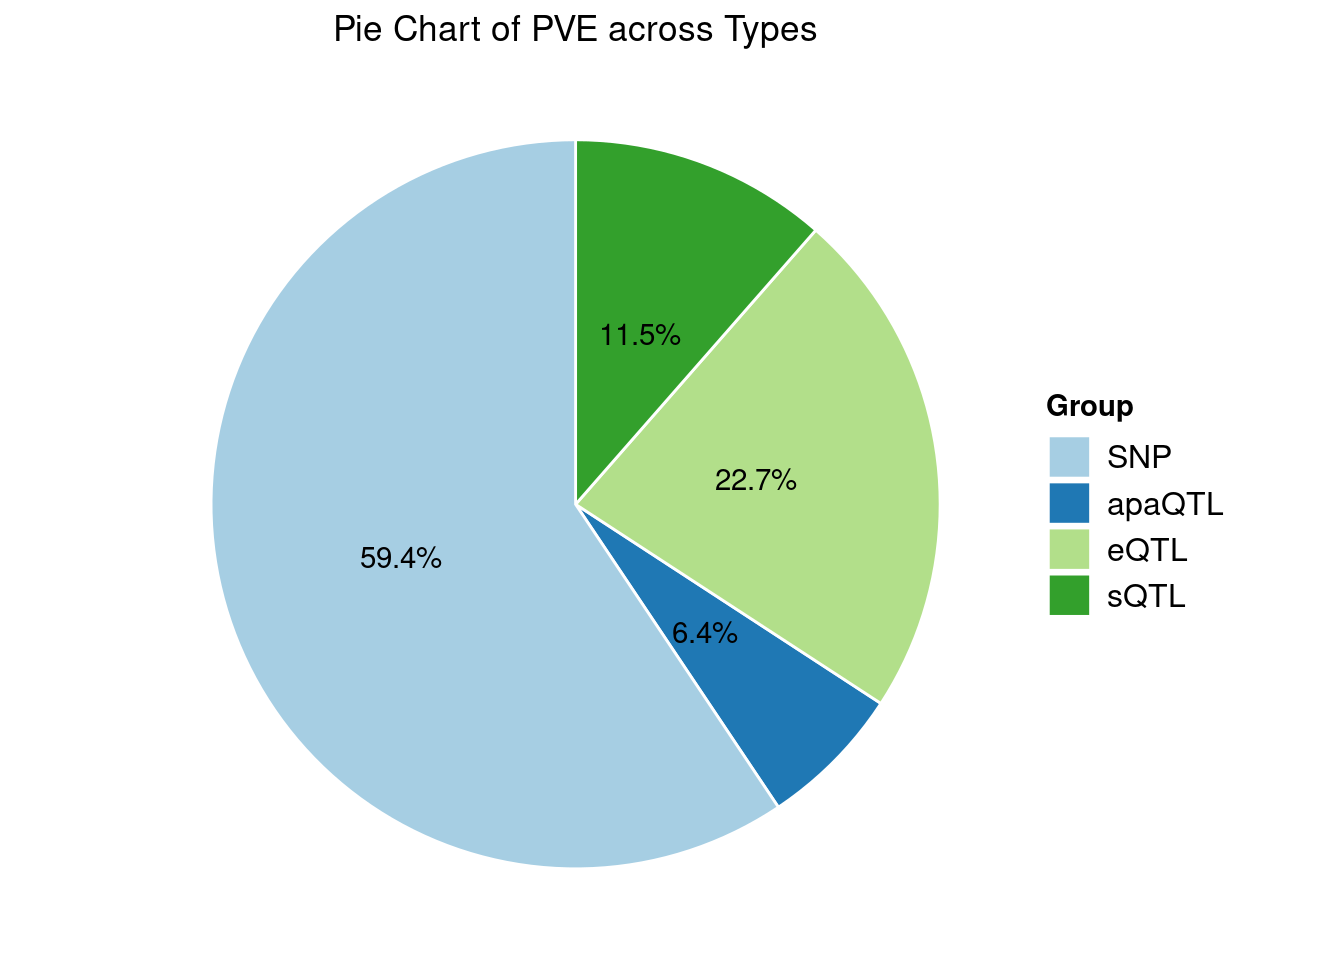 Pie Chart of PVE across Types
11.5%
22.7%
59.4%
6.4%
Group
SNP
apaQTL
eQTL
sQTL